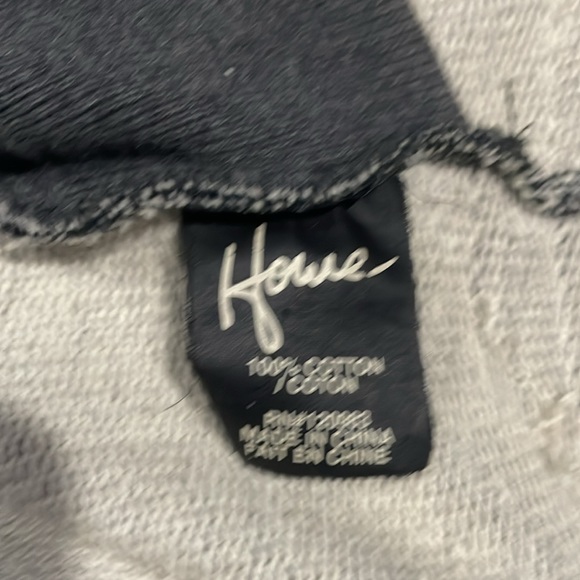 Howe
100% COTTON
/ COTON
MADE IN CHINA
FAIT EN CHINE